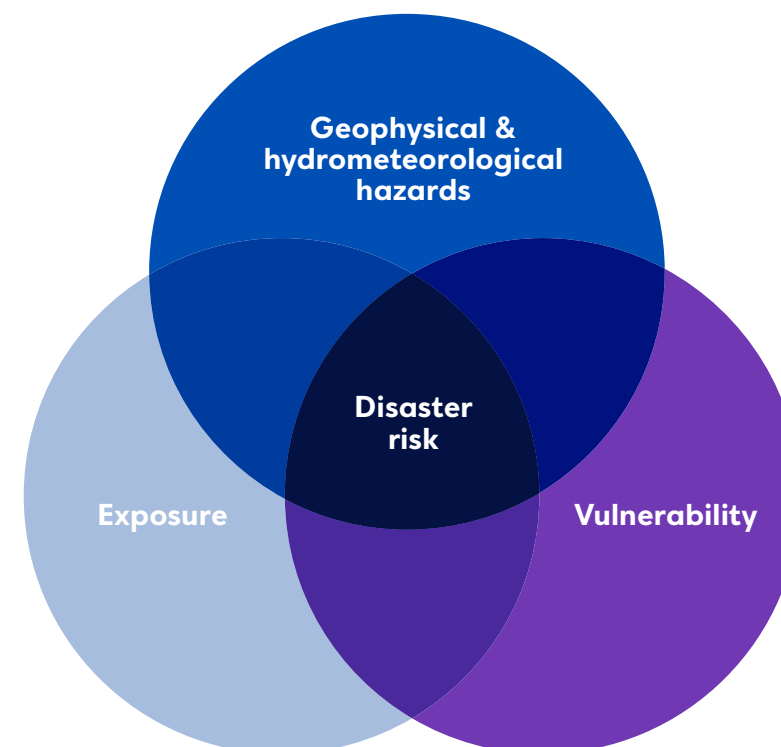 Geophysical &
hydrometeorological
hazards
Disaster
risk
Exposure
Vulnerability